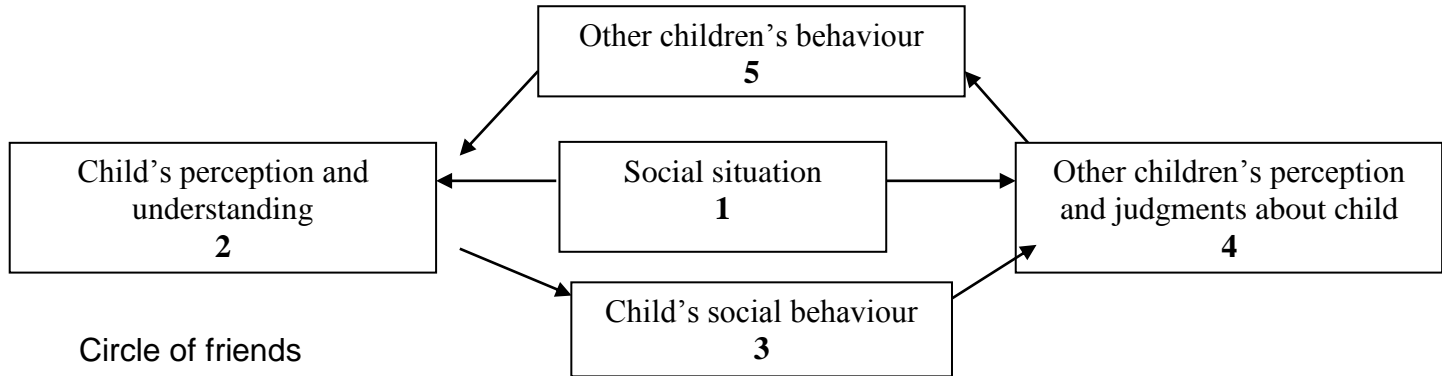 Other children’s behaviour
5
Child’s perception and
understanding
2
Social situation
1
Other children’s perception
and judgments about child
4
Child’s social behaviour
3
Circle of friends